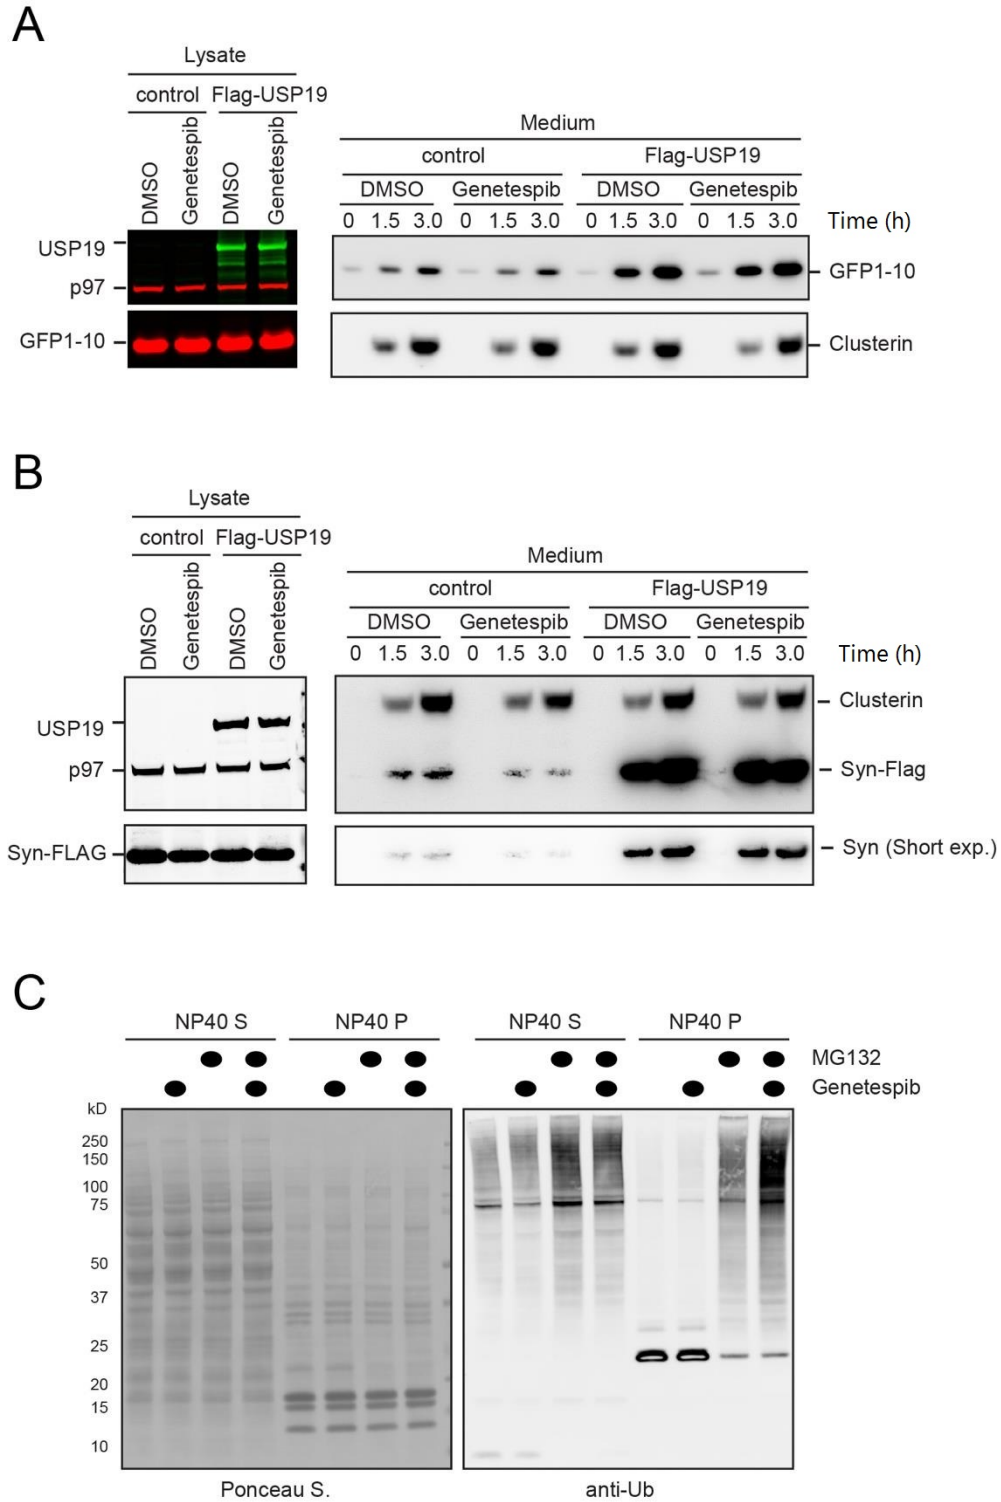 A
Lysate
control Flag-USP19
DMSO Genetespib DMSO Genetespib
USP19
p97
GFP1-10
Medium
control Flag-USP19
DMSO Genetespib DMSO Genetespib
0 1.5 3.0 0 1.5 3.0 0 1.5 3.0 0 1.5 3.0 Time (h)
GFP1-10
Clusterin
B
Lysate
control Flag-USP19
DMSO Genetespib DMSO Genetespib
USP19
p97
Syn-FLAG
Medium
control Flag-USP19
DMSO Genetespib DMSO Genetespib
0 1.5 3.0 0 1.5 3.0 0 1.5 3.0 0 1.5 3.0 Time (h)
Clusterin
Syn-Flag
Syn (Short exp.)
C
NP40 S NP40 P NP40 S NP40 P
MG132
Genetespib
kD
250
150
100
75
50
37
25
20
15
10
Ponceau S. anti-Ub